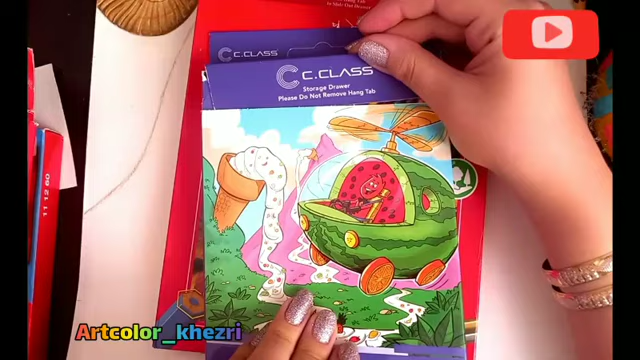 C.CLASS
C.CLASS
Storage Drawer
Please Do Not Remove Hang Tab
Artcolor_khezri